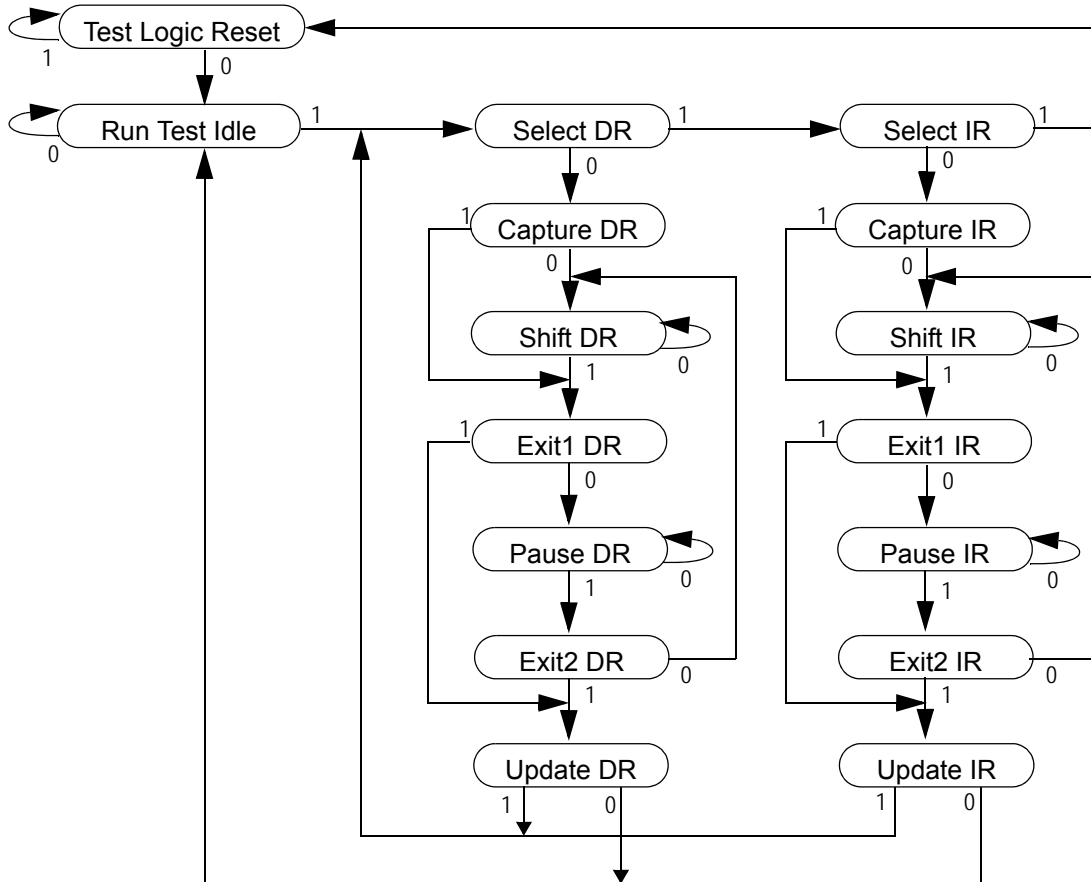 Test Logic Reset
1
0
Run Test Idle
1
Select DR
1
Select IR
1
0
0
0
1
Capture DR
1
Capture IR
0
0
Shift DR
Shift IR
0
0
1
1
1
Exit1 DR
1
Exit1 IR
0
0
Pause DR
Pause IR
0
0
1
1
Exit2 DR
Exit2 IR
0
0
1
1
Update DR
Update IR
1
0
1
0